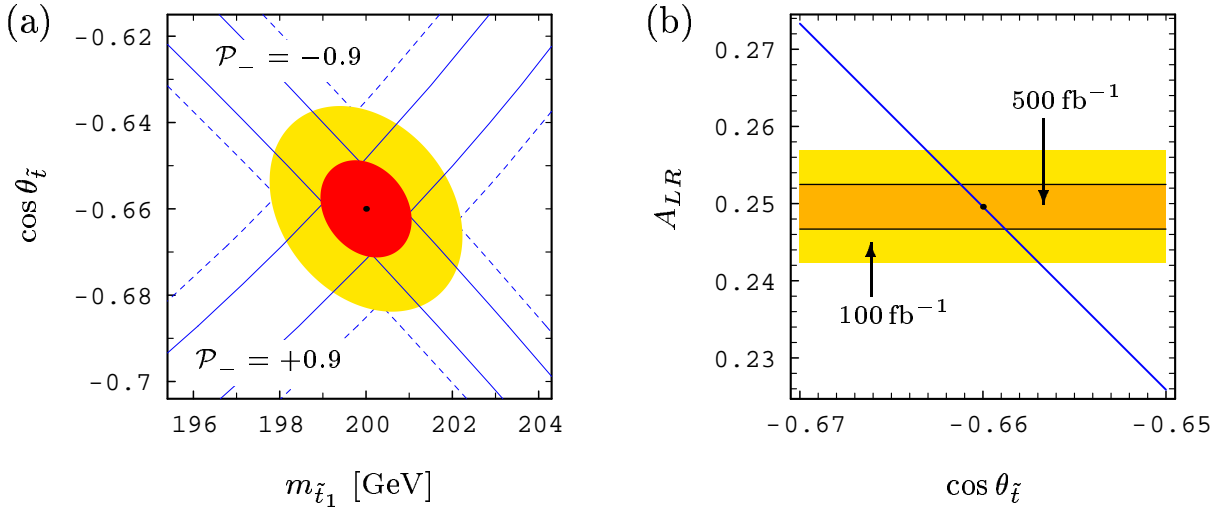 (a)
-0.62
-0.64
-0.66
-0.68
-0.7
cos θ_t̃
P_− = −0.9
P_− = +0.9
196 198 200 202 204
m_t̃₁ [GeV]
(b)
0.27
0.26
0.25
0.24
0.23
A_LR
500 fb⁻¹
100 fb⁻¹
-0.67 -0.66 -0.65
cos θ_t̃